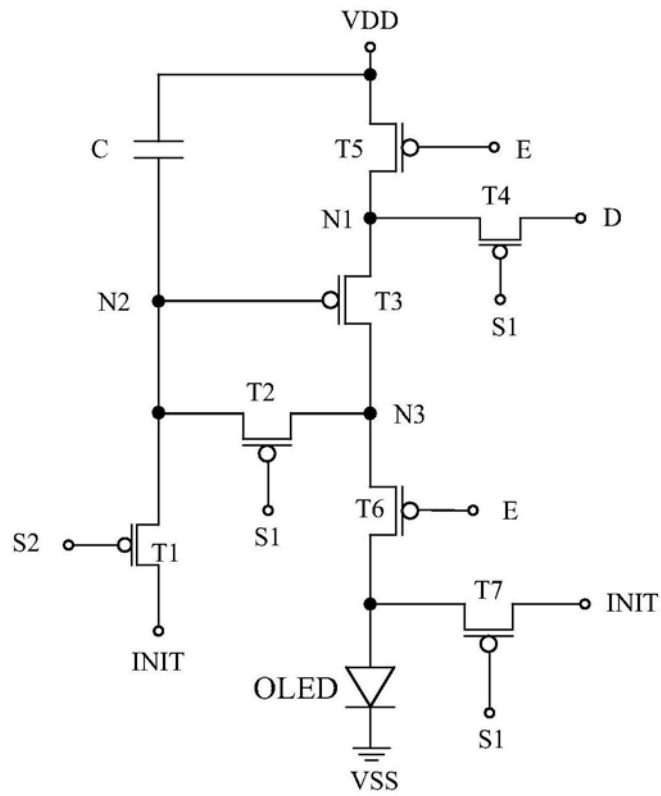 VDD
C
T5
E
T4
N1
D
N2
T3
S1
T2
N3
T6
E
S2
T1
S1
T7
INIT
INIT
OLED
S1
VSS